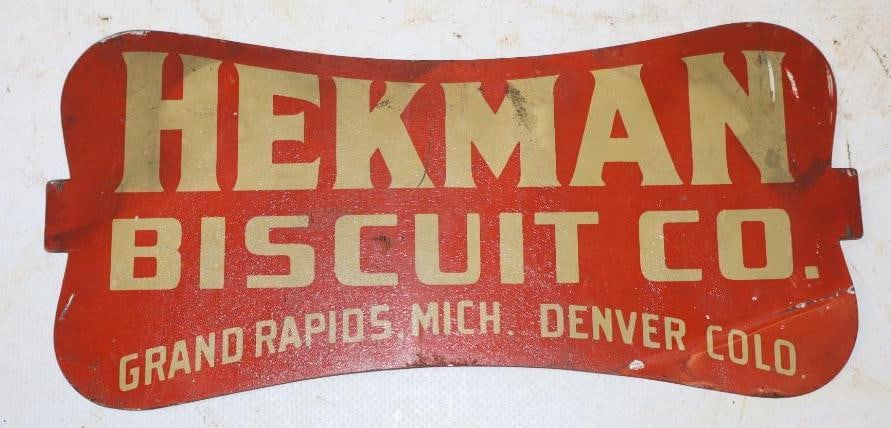 HEKMAN
BISCUIT CO.
GRAND RAPIDS, MICH. DENVER COLO.